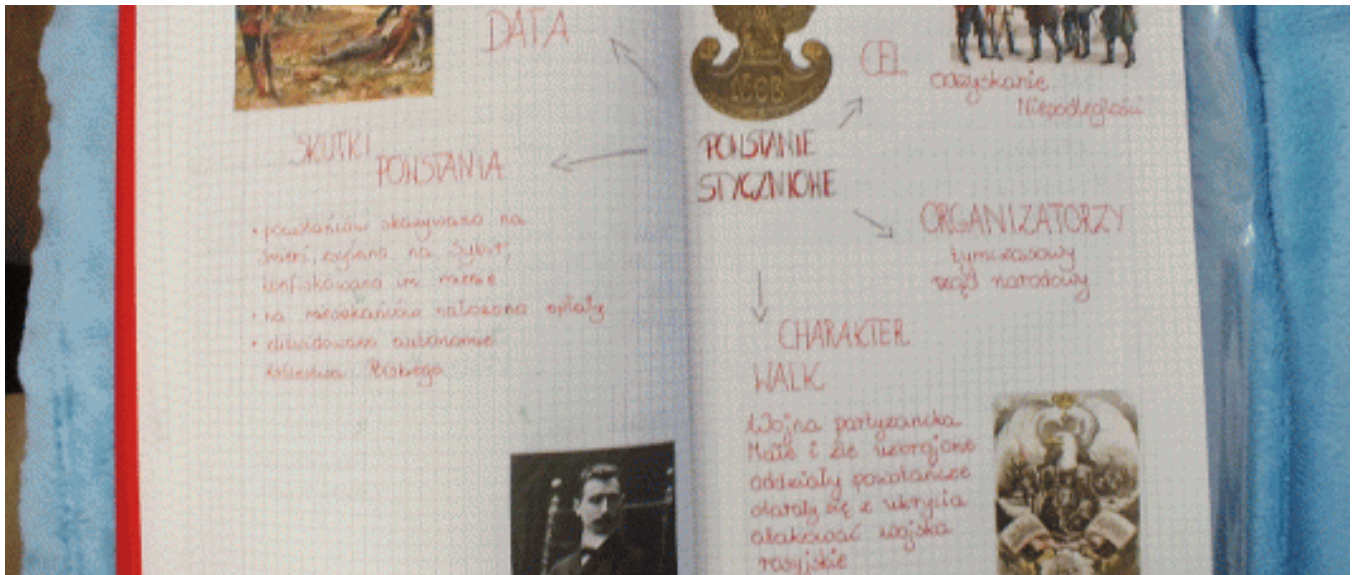 DATA
SKUTKI
POWSTANIA
• powstańców skazywano na
śmierć, zsyłano na Sybir,
konfiskowano im mienie
• na mieszkańców nałożono opłaty
• zlikwidowano autonomię
Królestwa Polskiego
1863
POWSTANIE
STYCZNIOWE
CEL
odzyskanie
Niepodległości
ORGANIZATORZY
tymczasowy
rząd narodowy
CHARAKTER
WALK
Wojna partyzancka
Małe i źle uzbrojone
oddziały powstańcze
starały się z ukrycia
atakować wojska
rosyjskie